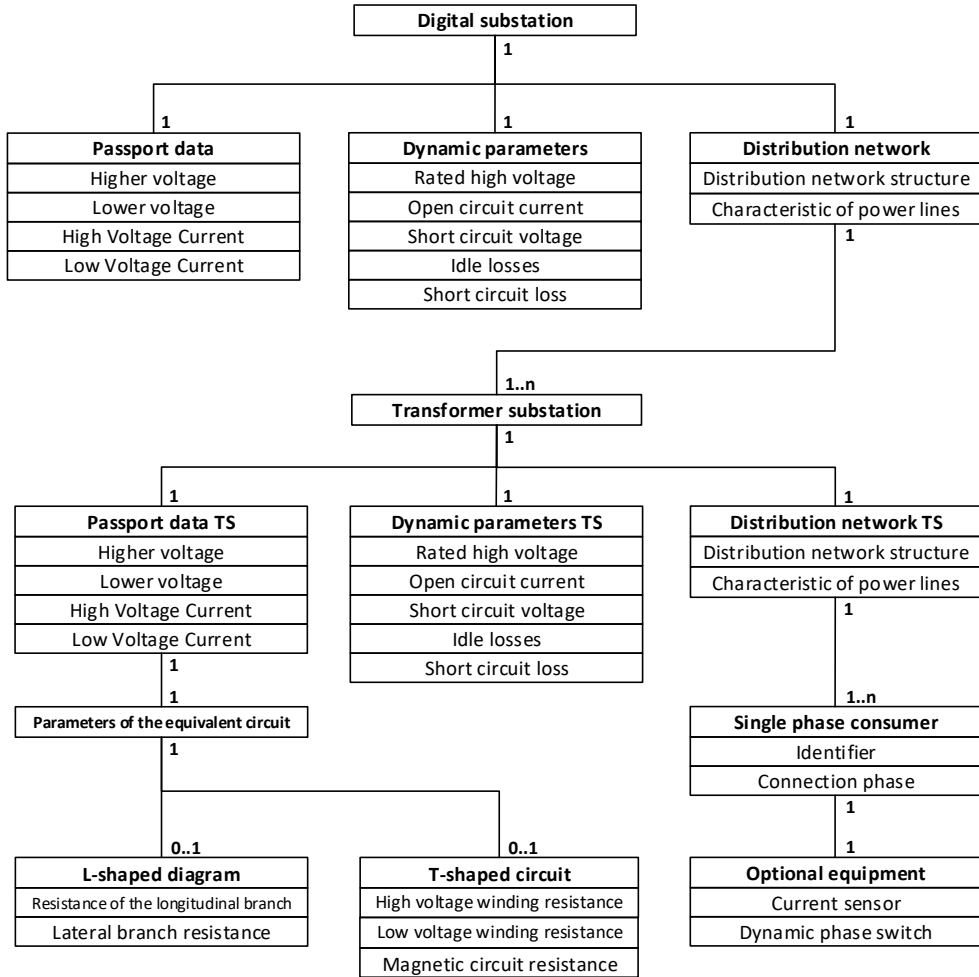 Digital substation
1
1
1
1
Passport data
Higher voltage
Lower voltage
High Voltage Current
Low Voltage Current
Dynamic parameters
Rated high voltage
Open circuit current
Short circuit voltage
Idle losses
Short circuit loss
Distribution network
Distribution network structure
Characteristic of power lines
1
1..n
Transformer substation
1
1
1
1
Passport data TS
Higher voltage
Lower voltage
High Voltage Current
Low Voltage Current
1
Dynamic parameters TS
Rated high voltage
Open circuit current
Short circuit voltage
Idle losses
Short circuit loss
Distribution network TS
Distribution network structure
Characteristic of power lines
1
1
Parameters of the equivalent circuit
1
1..n
Single phase consumer
Identifier
Connection phase
1
0..1
L-shaped diagram
Resistance of the longitudinal branch
Lateral branch resistance
0..1
T-shaped circuit
High voltage winding resistance
Low voltage winding resistance
Magnetic circuit resistance
1
Optional equipment
Current sensor
Dynamic phase switch